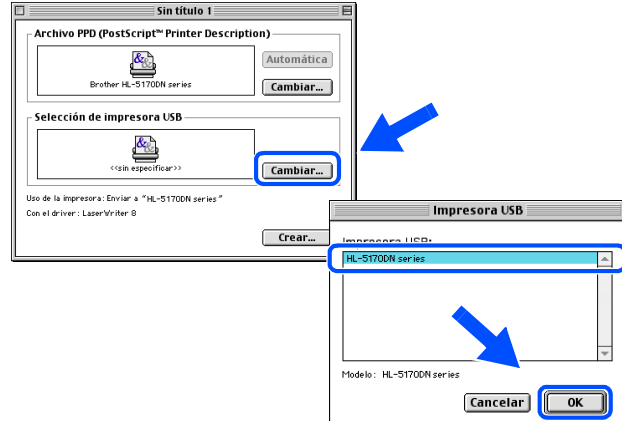 Sin título 1
Archivo PPD (PostScript™ Printer Description)
Automática
Brother HL-5170DN series
Cambiar...
Selección de impresora USB
<<sin especificar>>
Cambiar...
Uso de la impresora: Enviar a "HL-5170DN series"
Con el driver: LaserWriter 8
Crear...
Impresora USB
Impresora USB:
HL-5170DN series
Modelo: HL-5170DN series
Cancelar
OK